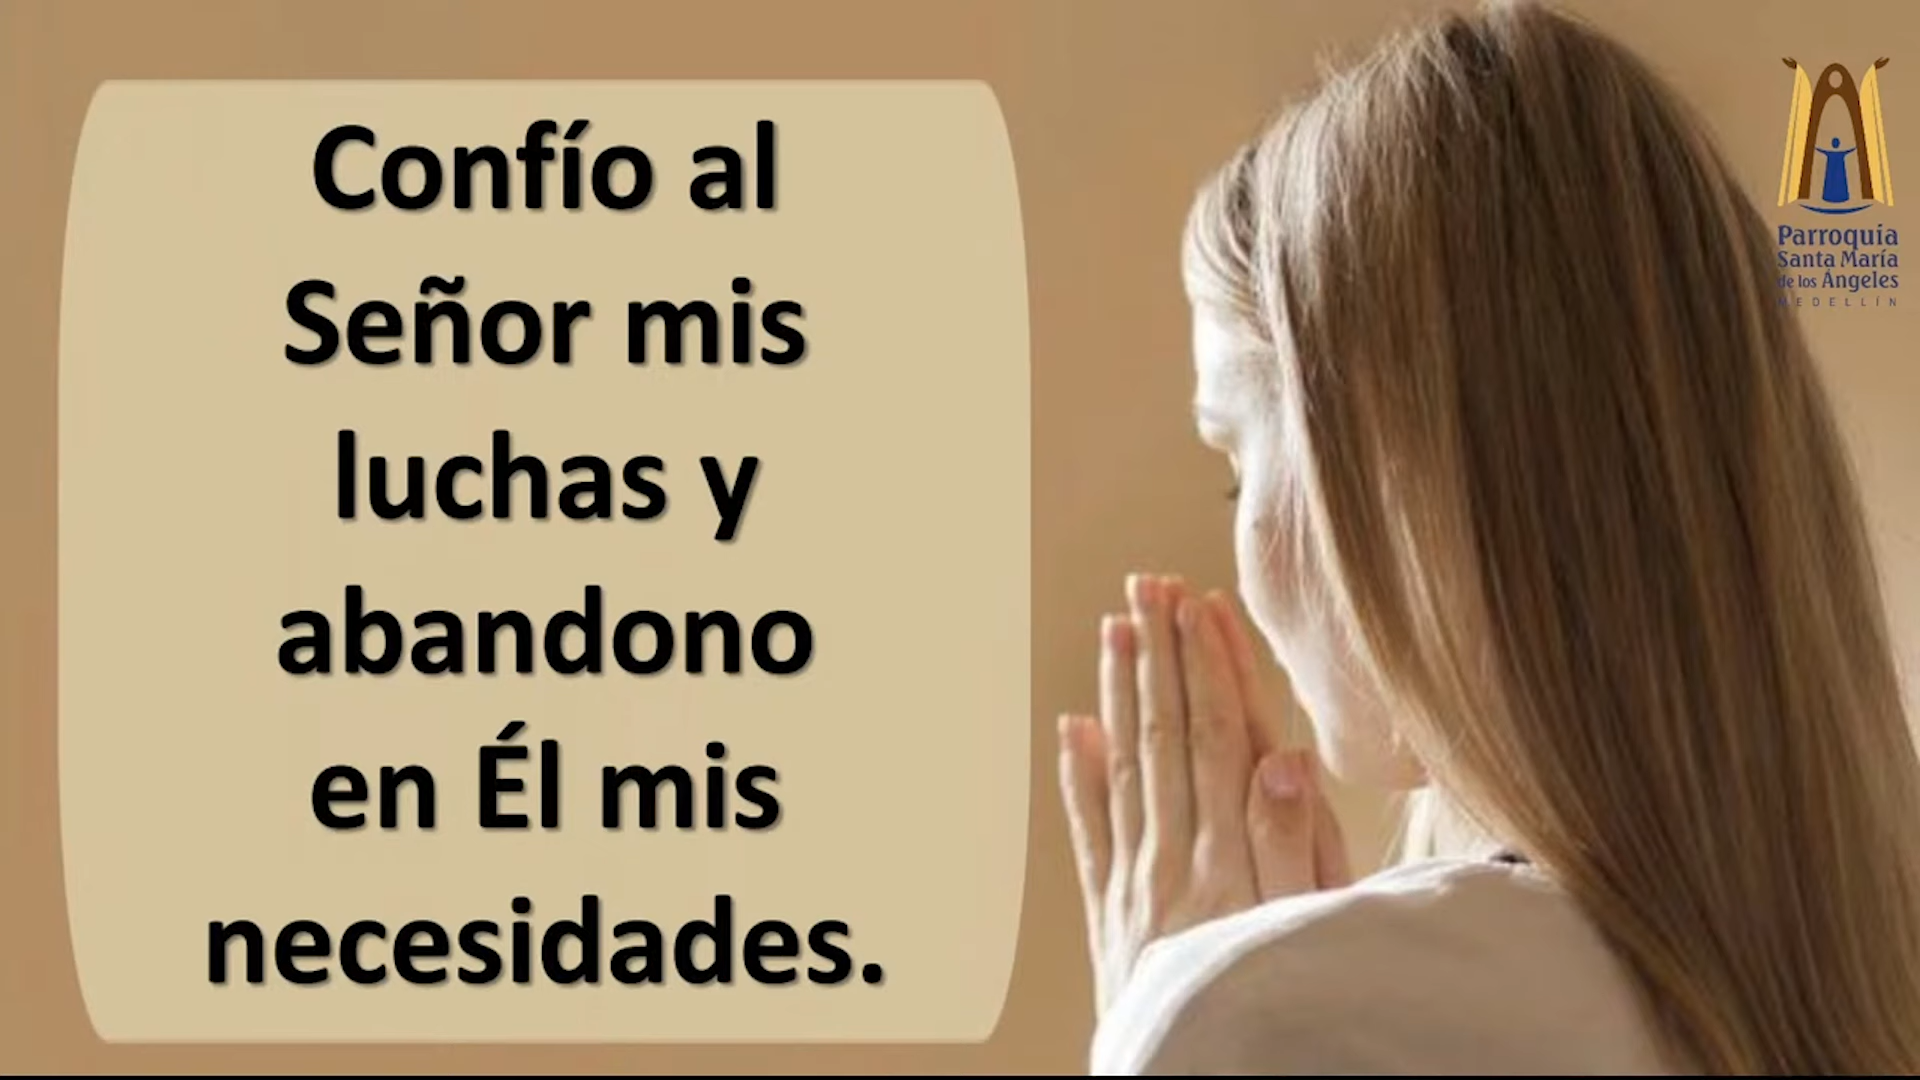 Confío al
Señor mis
luchas y
abandono
en Él mis
necesidades.
Parroquia
Santa María
de los Ángeles
MEDELLÍN